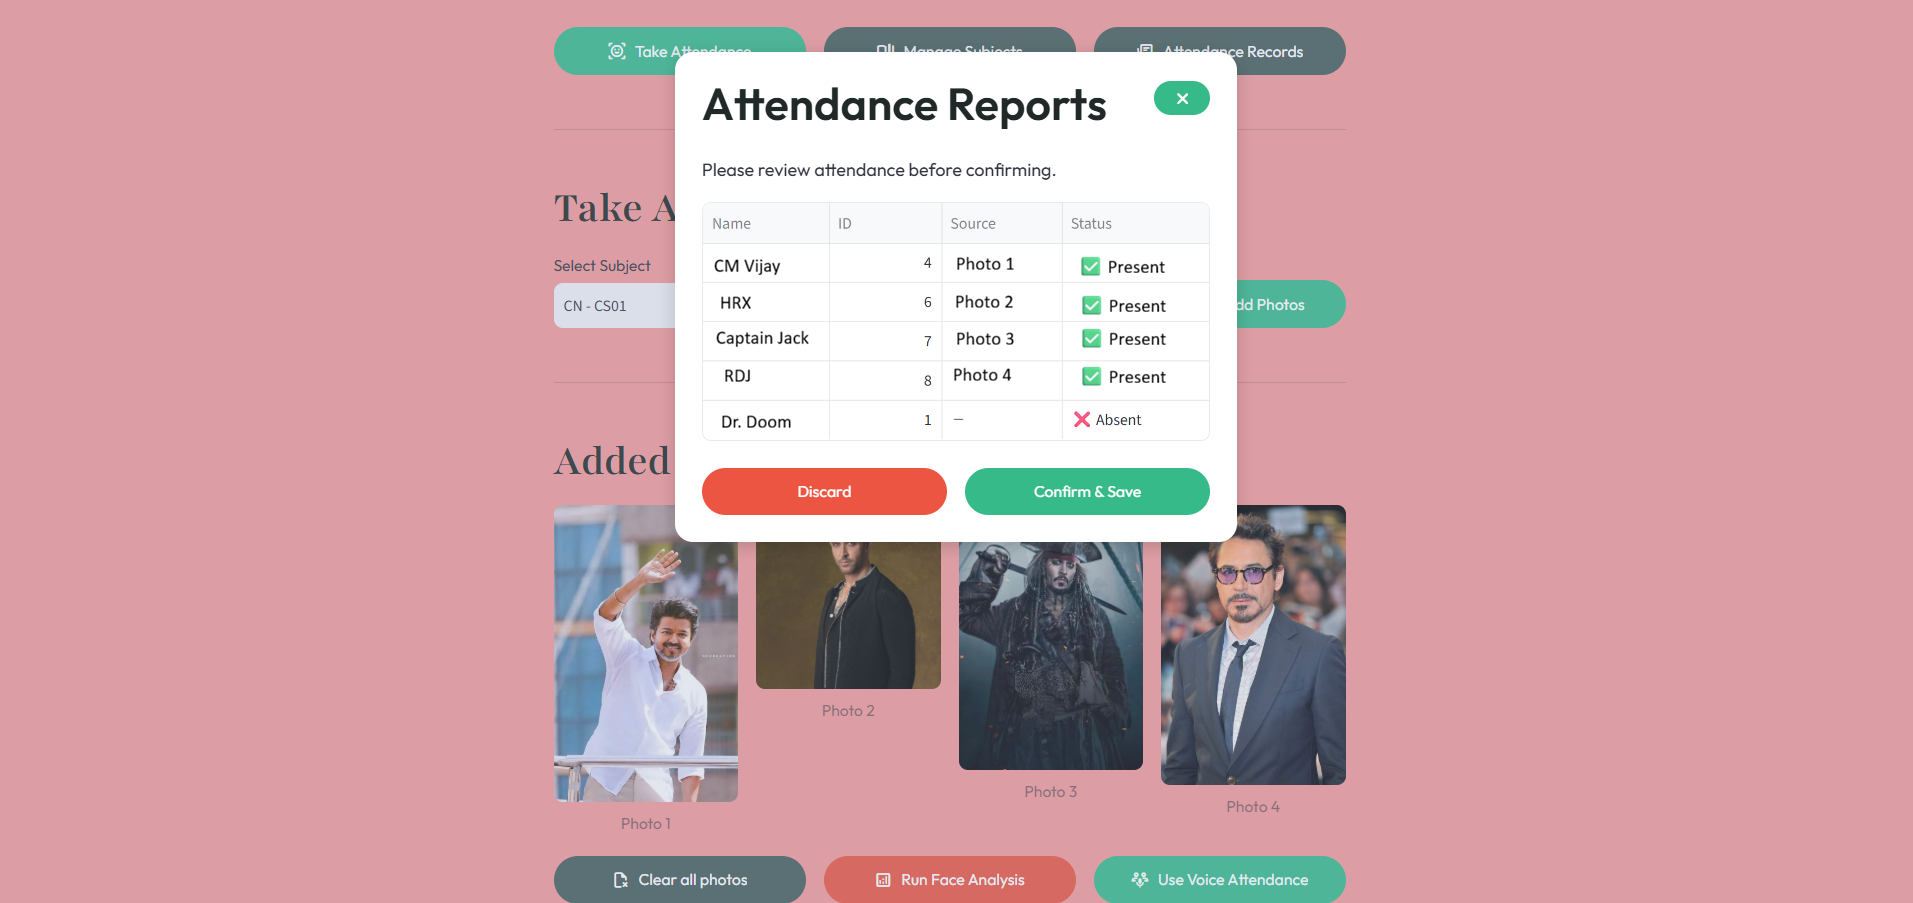 Take Attendance
Manage Subjects
Attendance Records
Attendance Reports
Please review attendance before confirming.
Name ID Source Status
CM Vijay 4 Photo 1 ✅ Present
HRX 6 Photo 2 ✅ Present
Captain Jack 7 Photo 3 ✅ Present
RDJ 8 Photo 4 ✅ Present
Dr. Doom 1 — ❌ Absent
Discard
Confirm & Save
Take A
Select Subject
CN - CS01
dd Photos
Added
Photo 1
Photo 2
Photo 3
Photo 4
Clear all photos
Run Face Analysis
Use Voice Attendance